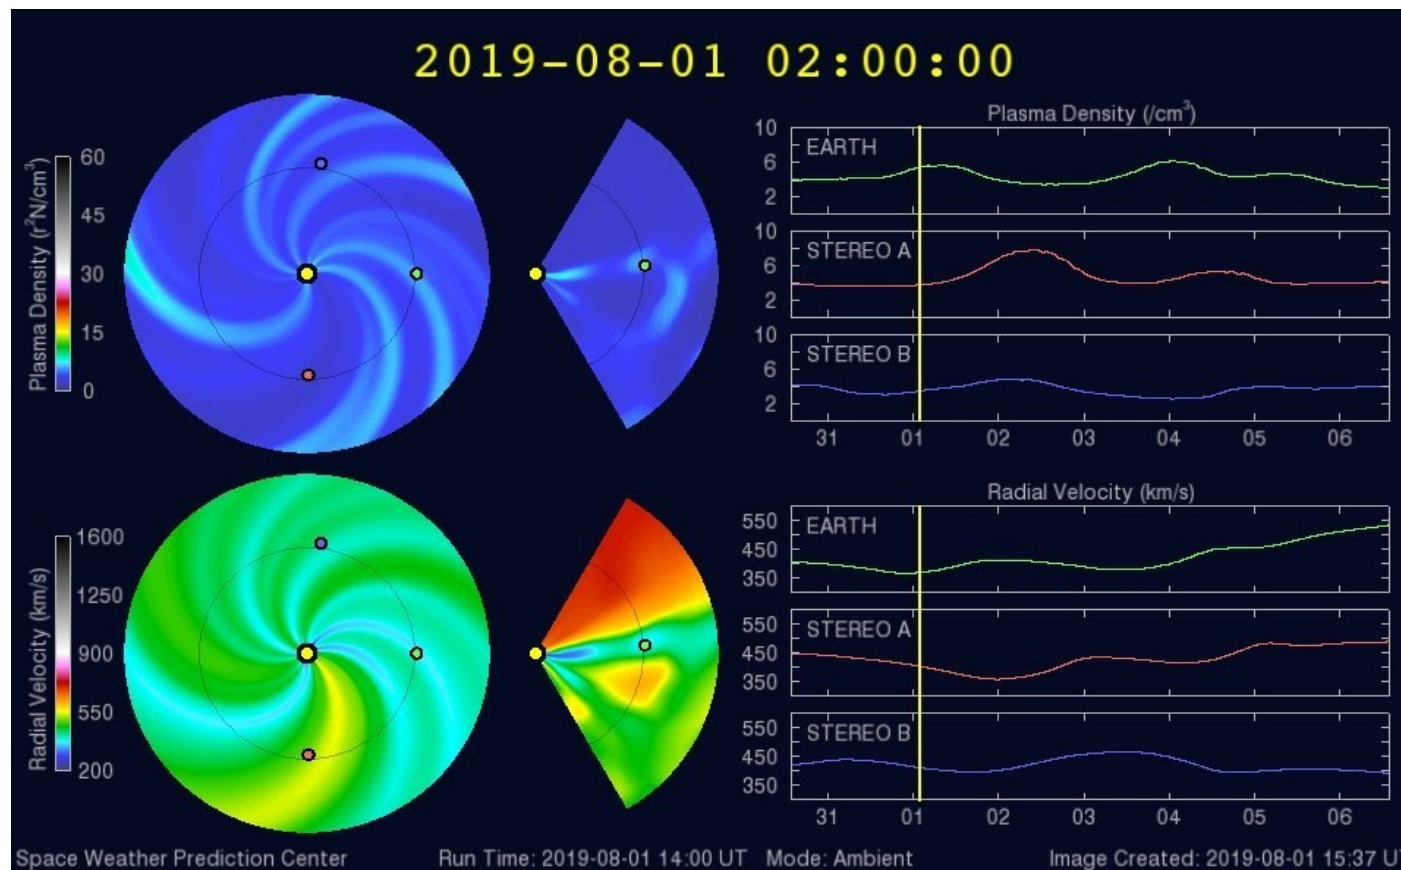 2019-08-01 02:00:00
Plasma Density (r²N/cm³)
60
45
30
15
0
Plasma Density (/cm³)
10
6
2
EARTH
10
6
2
STEREO A
10
6
2
STEREO B
31 01 02 03 04 05 06
Radial Velocity (km/s)
1600
1250
900
550
200
Radial Velocity (km/s)
550
450
350
EARTH
550
450
350
STEREO A
550
450
350
STEREO B
31 01 02 03 04 05 06
Space Weather Prediction Center Run Time: 2019-08-01 14:00 UT Mode: Ambient Image Created: 2019-08-01 15:37 U